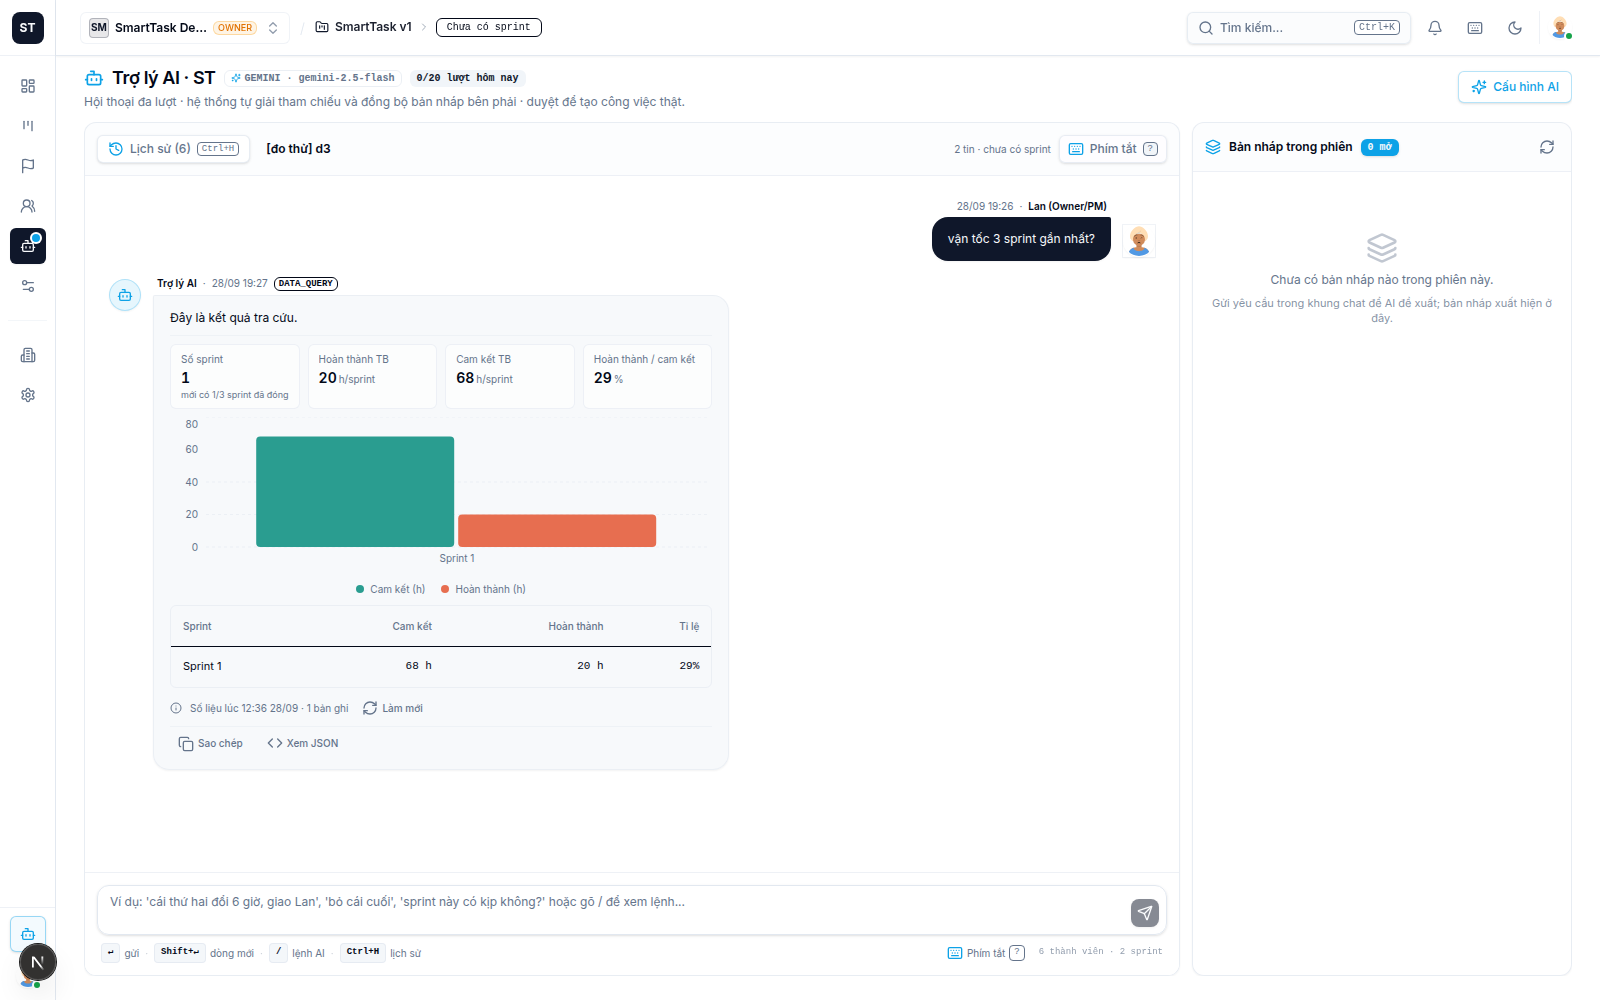 ST
SM SmartTask De... OWNER
SmartTask v1
Chưa có sprint
Tìm kiếm... Ctrl+K
Trợ lý AI · ST
GEMINI · gemini-2.5-flash
0/20 lượt hôm nay
Hội thoại đa lượt · hệ thống tự giải tham chiếu và đồng bộ bản nháp bên phải · duyệt để tạo công việc thật.
Cấu hình AI
Lịch sử (6) Ctrl+H
[đo thử] d3
2 tin · chưa có sprint
Phím tắt ?
Bản nháp trong phiên 0 mở
28/09 19:26 · Lan (Owner/PM)
vận tốc 3 sprint gần nhất?
Trợ lý AI · 28/09 19:27 DATA_QUERY
Đây là kết quả tra cứu.
Số sprint
1
mới có 1/3 sprint đã đóng
Hoàn thành TB
20 h/sprint
Cam kết TB
68 h/sprint
Hoàn thành / cam kết
29 %
80
60
40
20
0
Sprint 1
Cam kết (h) Hoàn thành (h)
Sprint Cam kết Hoàn thành Tỉ lệ
Sprint 1 68 h 20 h 29%
Số liệu lúc 12:36 28/09 · 1 bản ghi Làm mới
Sao chép Xem JSON
Chưa có bản nháp nào trong phiên này.
Gửi yêu cầu trong khung chat để AI đề xuất; bản nháp xuất hiện ở
đây.
Ví dụ: 'cái thứ hai đổi 6 giờ, giao Lan', 'bỏ cái cuối', 'sprint này có kịp không?' hoặc gõ / để xem lệnh...
↵ gửi · Shift+↵ dòng mới · / lệnh AI · Ctrl+H lịch sử
Phím tắt ? 6 thành viên · 2 sprint
N